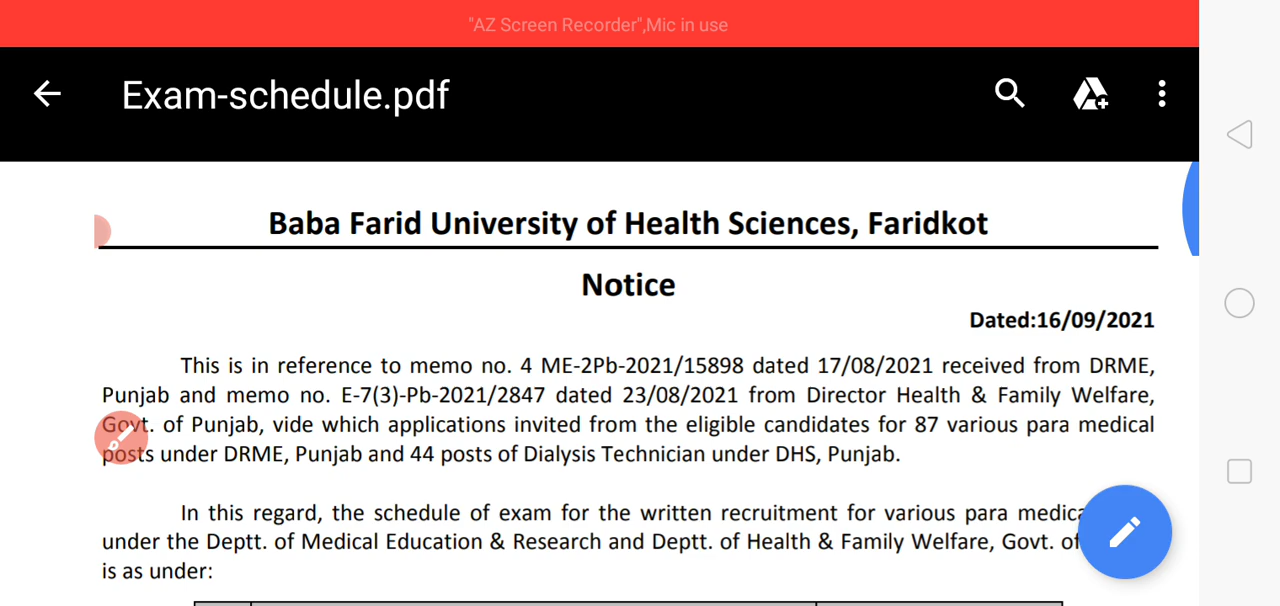 "AZ Screen Recorder",Mic in use
Exam-schedule.pdf
Baba Farid University of Health Sciences, Faridkot
Notice
Dated:16/09/2021
This is in reference to memo no. 4 ME-2Pb-2021/15898 dated 17/08/2021 received from DRME,
Punjab and memo no. E-7(3)-Pb-2021/2847 dated 23/08/2021 from Director Health & Family Welfare,
Govt. of Punjab, vide which applications invited from the eligible candidates for 87 various para medical
posts under DRME, Punjab and 44 posts of Dialysis Technician under DHS, Punjab.
In this regard, the schedule of exam for the written recruitment for various para
under the Deptt. of Medical Education & Research and Deptt. of Health & Family Welfare, Govt. of
is as under: